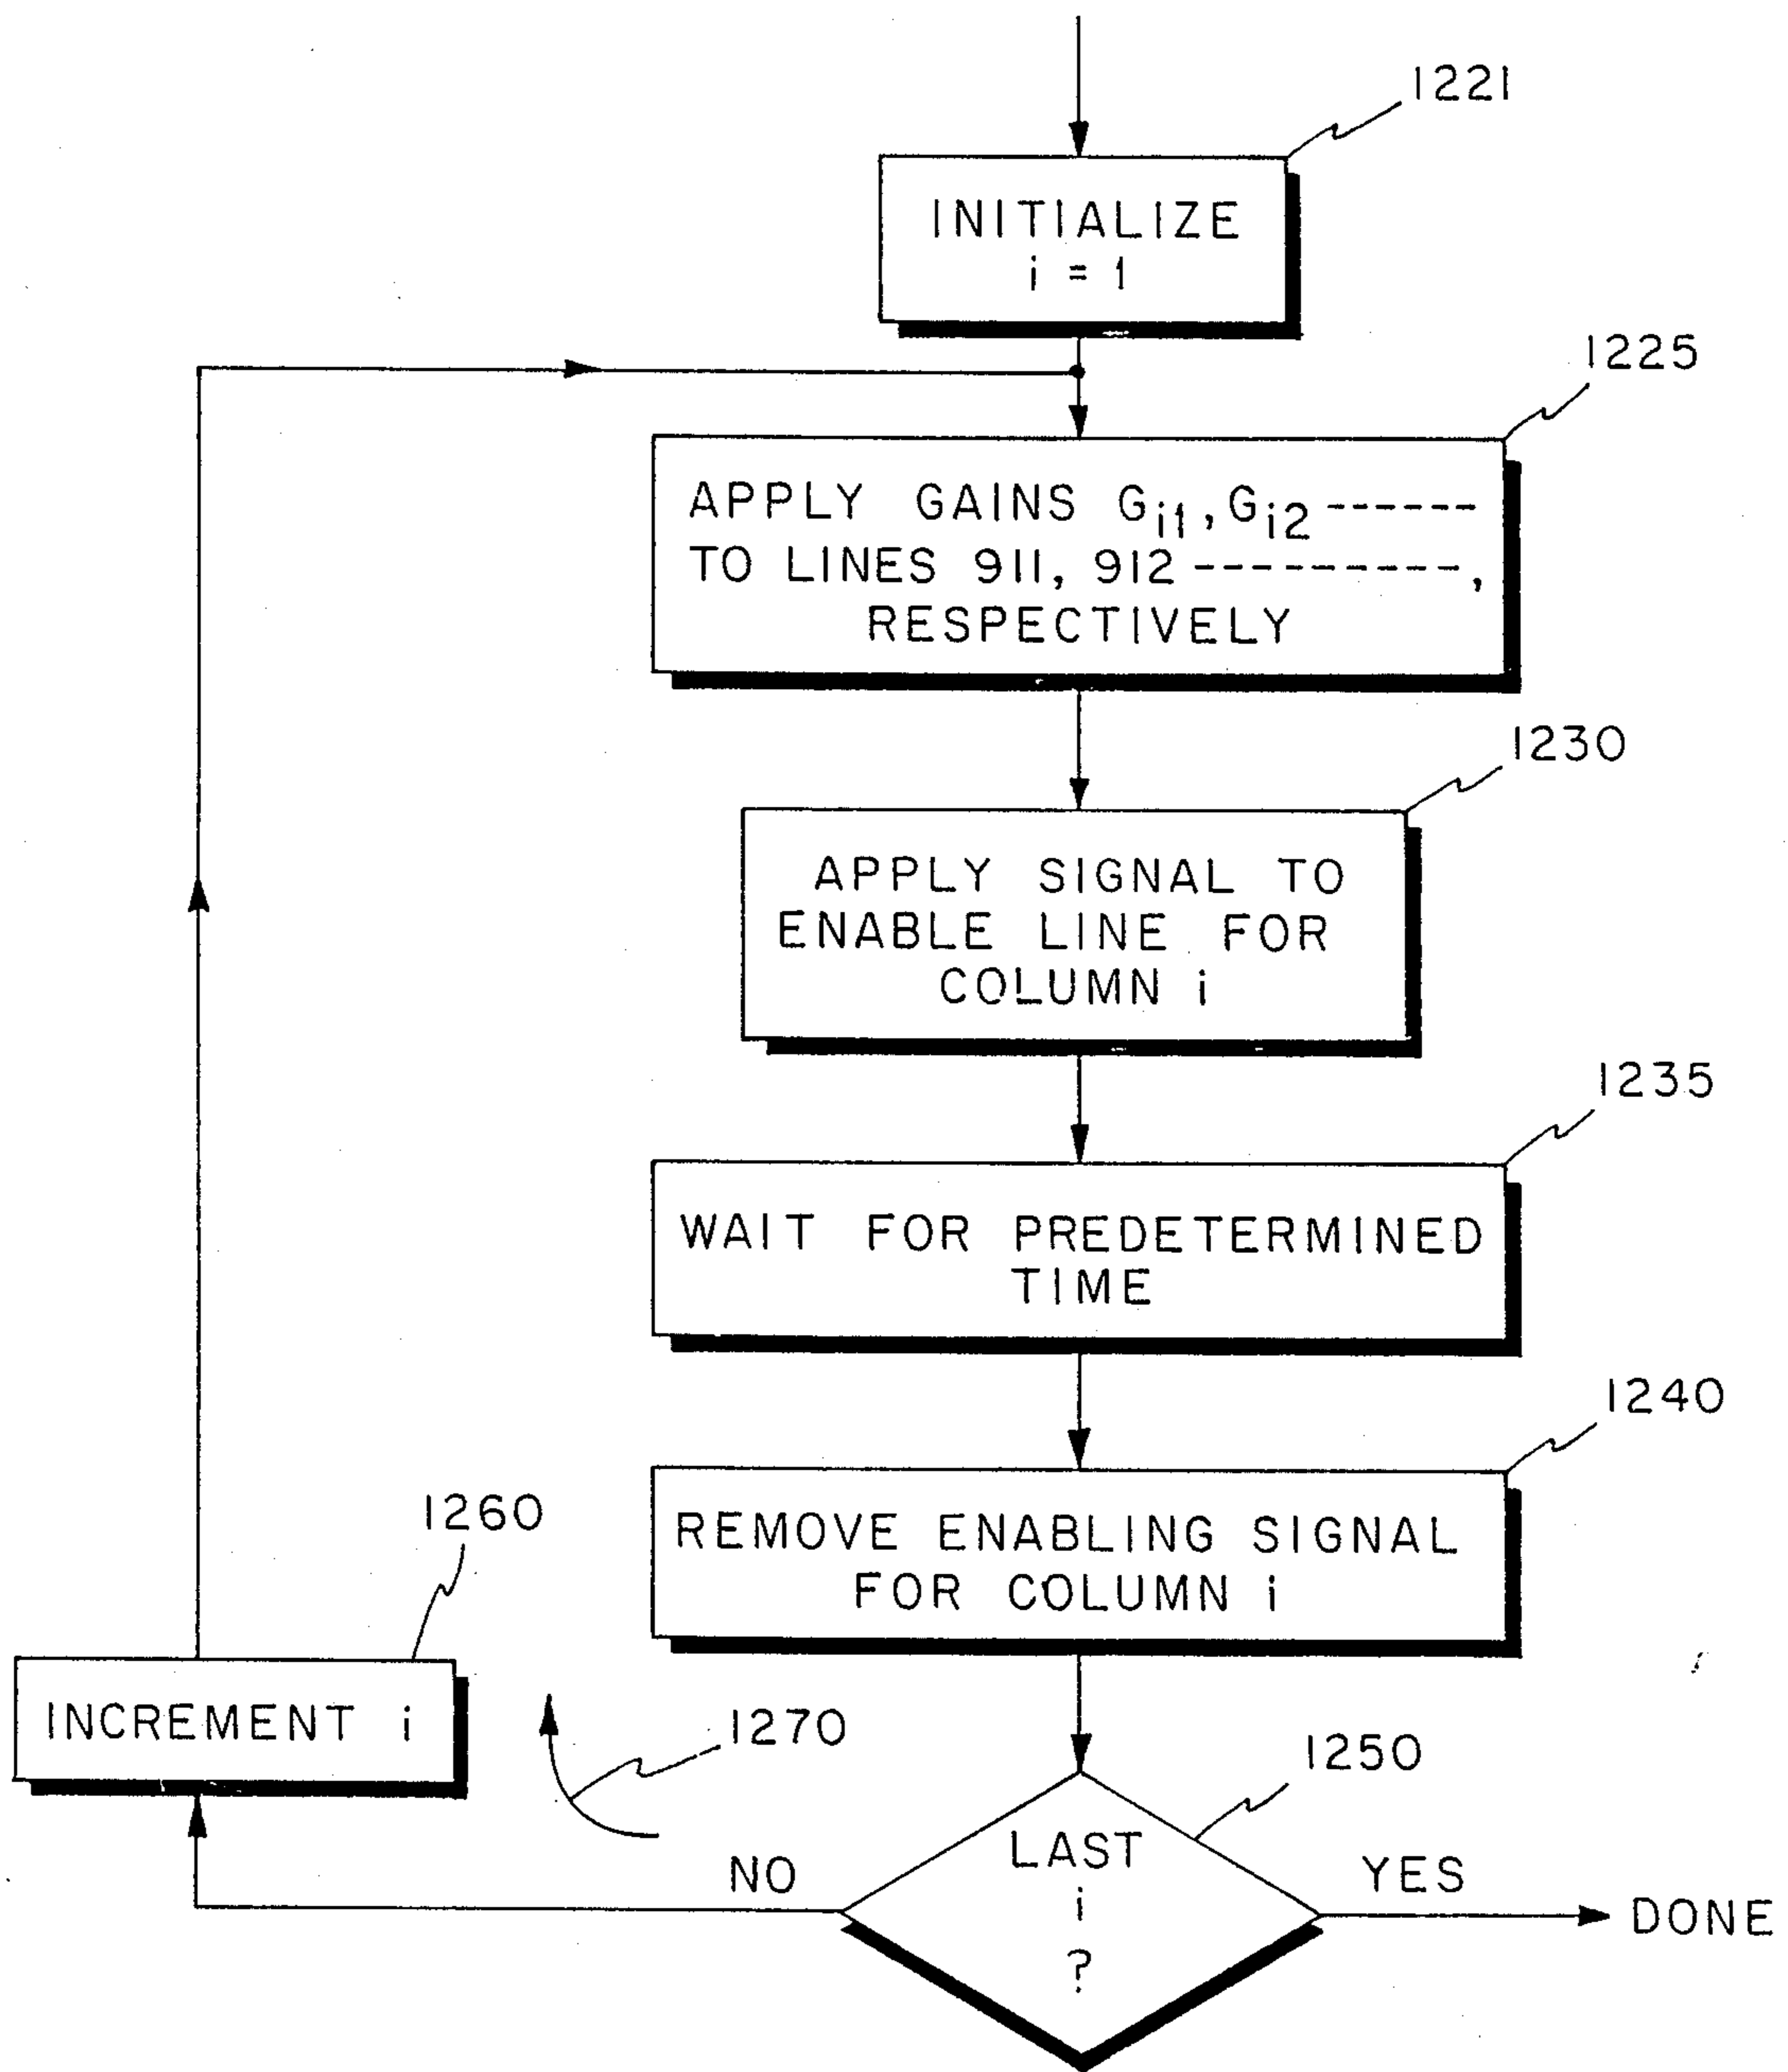 1221
INITIALIZE
i = 1
1225
APPLY GAINS Gi1, Gi2 ------
TO LINES 911, 912 ----------,
RESPECTIVELY
1230
APPLY SIGNAL TO
ENABLE LINE FOR
COLUMN i
1235
WAIT FOR PREDETERMINED
TIME
1240
REMOVE ENABLING SIGNAL
FOR COLUMN i
1260
INCREMENT i
1270
1250
LAST
i
?
NO
YES
DONE